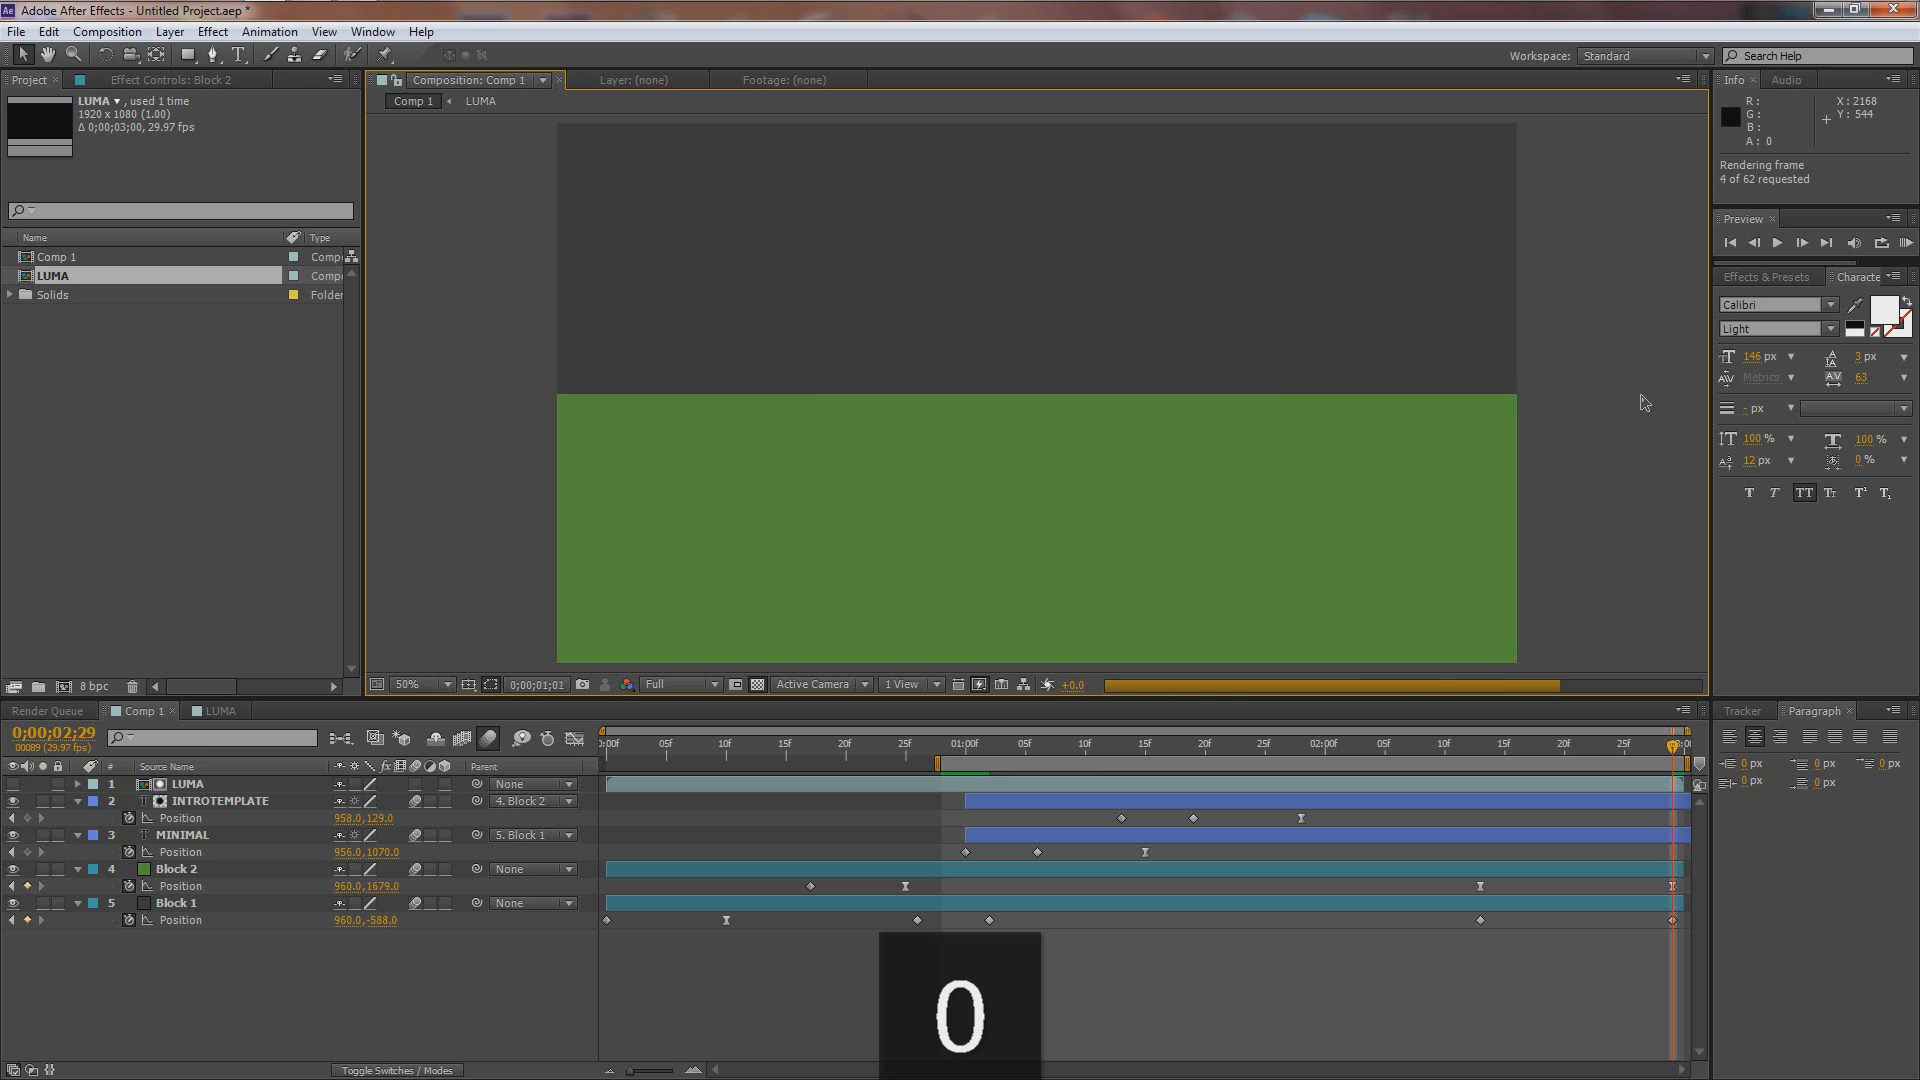 Ae Adobe After Effects - Untitled Project.aep *
File Edit Composition Layer Effect Animation View Window Help
Workspace: Standard Search Help
Project × Effect Controls: Block 2
Composition: Comp 1 × Layer: (none) Footage: (none)
Info × Audio
LUMA ▼, used 1 time
1920 x 1080 (1.00)
Δ 0;00;03;00, 29.97 fps
Comp 1 LUMA
R :
G :
B :
A : 0
X : 2168
Y : 544
Rendering frame
4 of 62 requested
Preview ×
Name Type
Comp 1
LUMA
Solids Folder
Effects & Presets Characte
Calibri
Light
146 px 3 px
Metrics 63
- px
100 % 100 %
12 px 0 %
T T TT Tr T¹ T₁
8 bpc
50% 0;00;01;01 Full Active Camera 1 View +0.0
Render Queue Comp 1 × LUMA
Tracker Paragraph ×
0;00;02;29
00089 (29.97 fps)
0:00f 05f 10f 15f 20f 25f 01:00f 05f 10f 15f 20f 25f 02:00f 05f 10f 15f 20f 25f
# Source Name fx Parent
1 LUMA None
2 T INTROTEMPLATE 4. Block 2
Position 958.0,129.0
3 T MINIMAL 5. Block 1
Position 956.0,1070.0
4 Block 2 None
Position 960.0,1679.0
5 Block 1 None
Position 960.0,-588.0
0 px 0 px 0 px
0 px 0 px
0
Toggle Switches / Modes